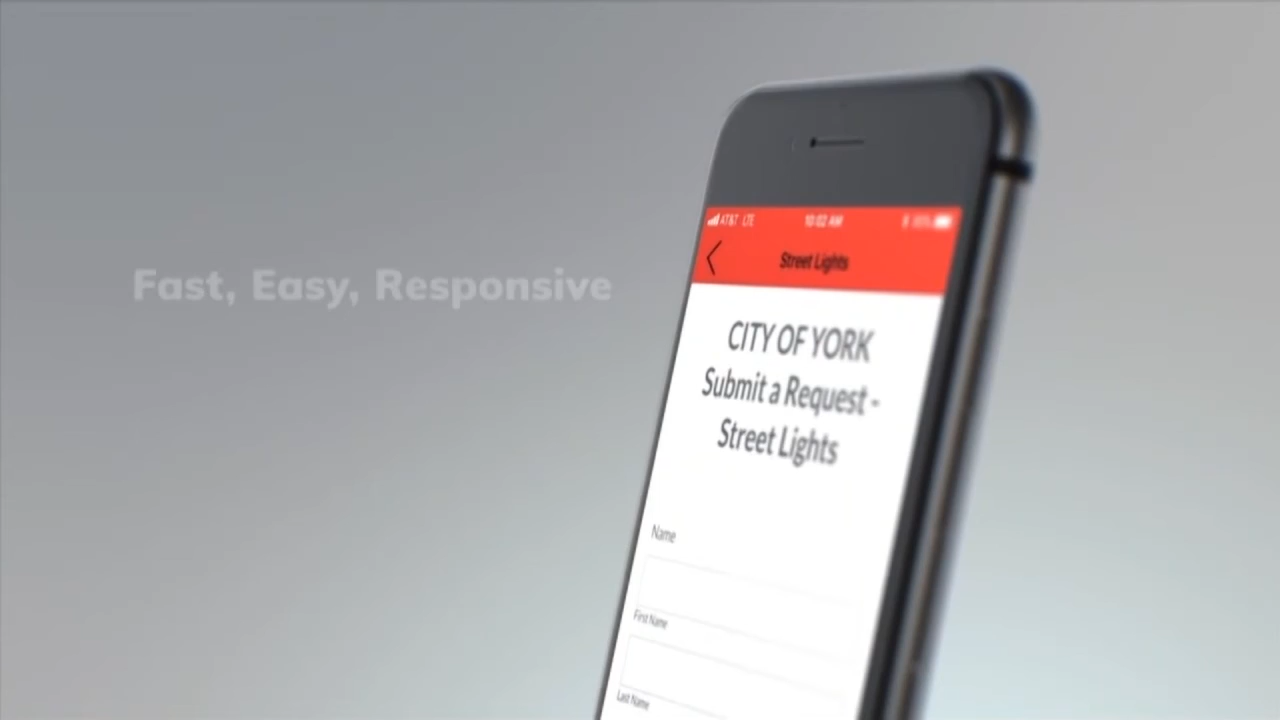 Fast, Easy, Responsive
AT&T LTE
10:02 AM
Street Lights
CITY OF YORK
Submit a Request -
Street Lights
Name
First Name
Last Name